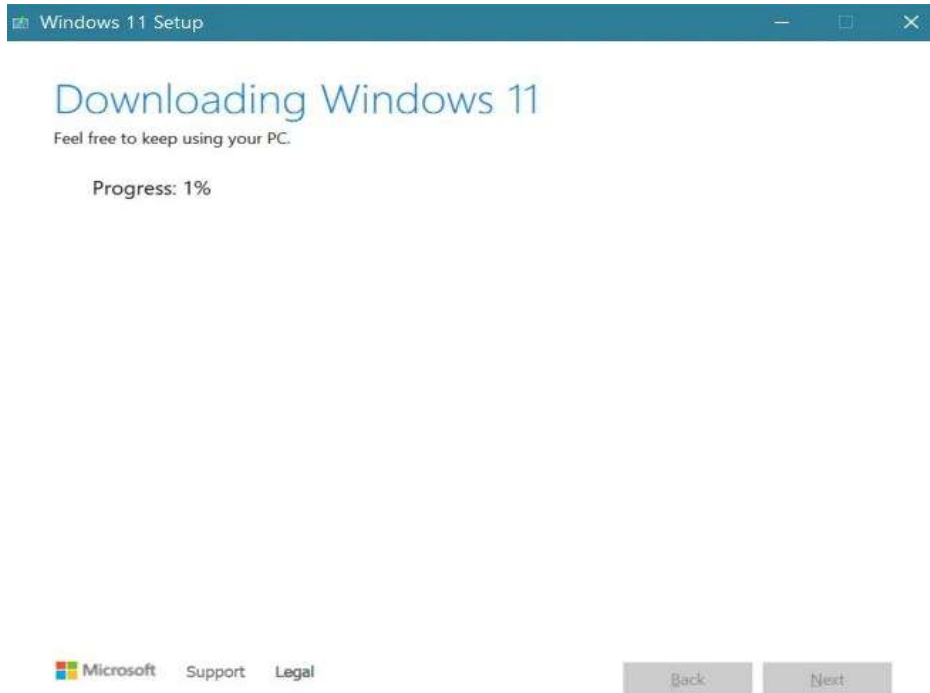 Windows 11 Setup
Downloading Windows 11
Feel free to keep using your PC.
Progress: 1%
Microsoft Support Legal
Back Next